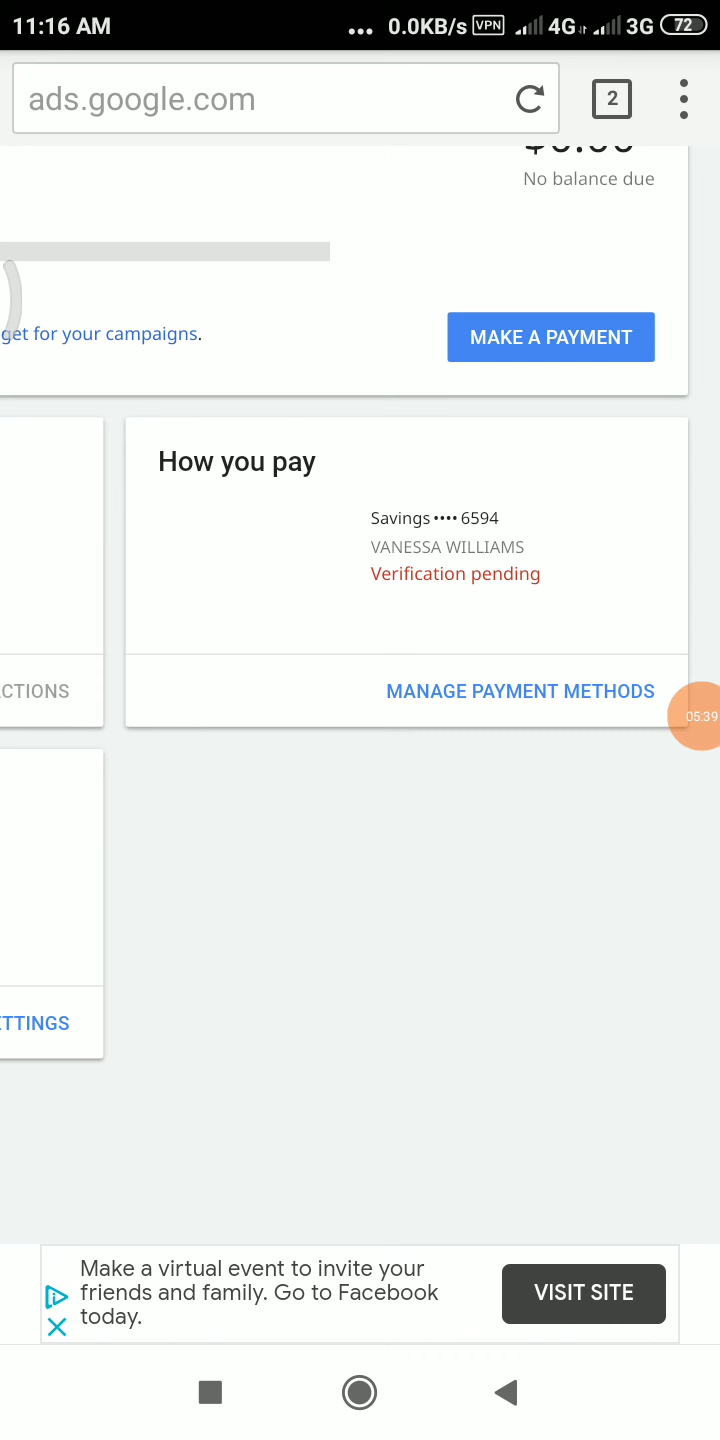 11:16 AM
... 0.0KB/s VPN 4G 3G 72
ads.google.com
2
No balance due
get for your campaigns.
MAKE A PAYMENT
How you pay
Savings •••• 6594
VANESSA WILLIAMS
Verification pending
CTIONS
MANAGE PAYMENT METHODS
05:39
TTINGS
Make a virtual event to invite your
friends and family. Go to Facebook
today.
VISIT SITE